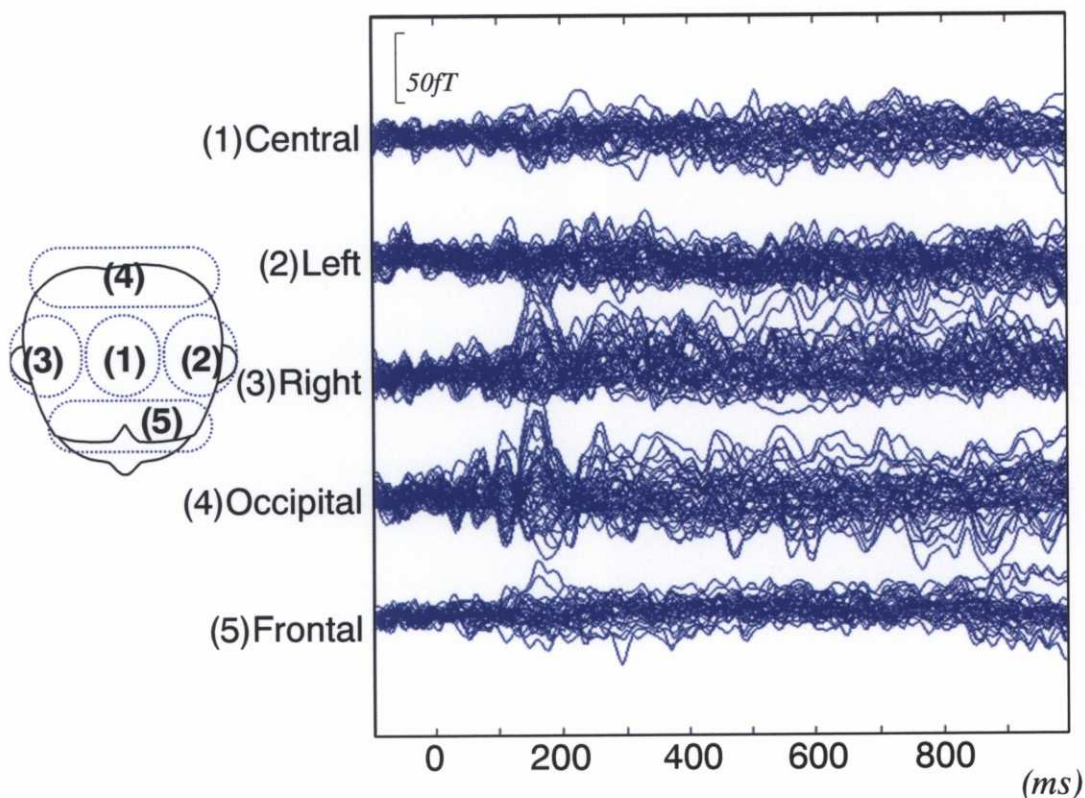 50fT
(1)Central
(2)Left
(3)Right
(4)Occipital
(5)Frontal
(4)
(3) (1) (2)
(5)
0 200 400 600 800
(ms)